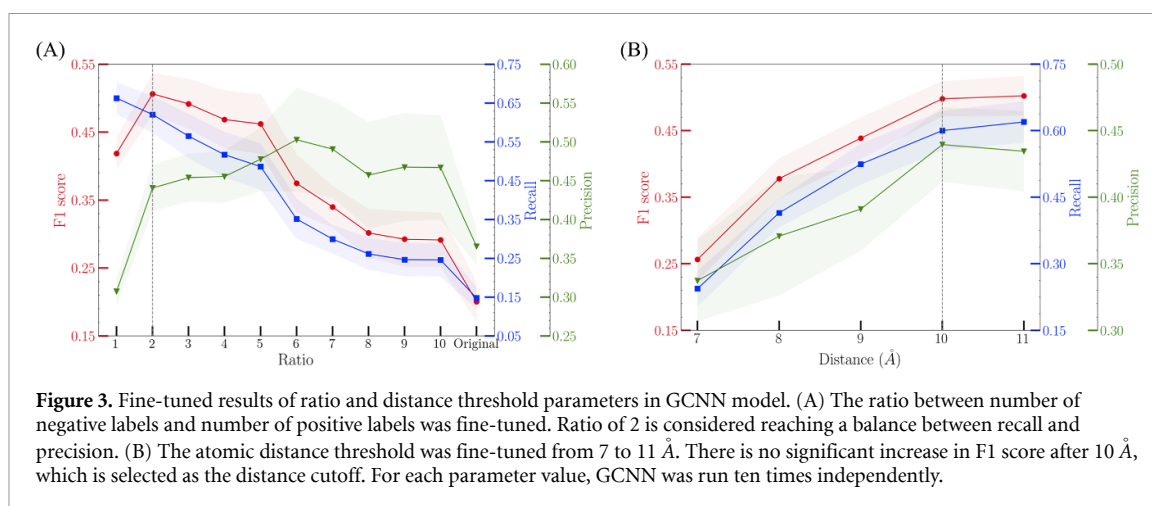 (A)
(B)
0.55
0.45
0.35
0.25
0.15
F1 score
0.75
0.65
0.55
0.45
0.35
0.25
0.15
0.05
Recall
0.60
0.55
0.50
0.45
0.40
0.35
0.30
0.25
Precision
1 2 3 4 5 6 7 8 9 10 Original
Ratio
0.55
0.45
0.35
0.25
0.15
F1 score
0.75
0.60
0.45
0.30
0.15
Recall
0.50
0.45
0.40
0.35
0.30
Precision
7 8 9 10 11
Distance (Å)
Figure 3. Fine-tuned results of ratio and distance threshold parameters in GCNN model. (A) The ratio between number of
negative labels and number of positive labels was fine-tuned. Ratio of 2 is considered reaching a balance between recall and
precision. (B) The atomic distance threshold was fine-tuned from 7 to 11 Å. There is no significant increase in F1 score after 10 Å,
which is selected as the distance cutoff. For each parameter value, GCNN was run ten times independently.